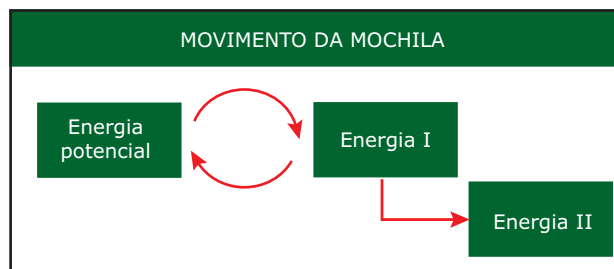 MOVIMENTO DA MOCHILA
Energia
potencial
Energia I
Energia II